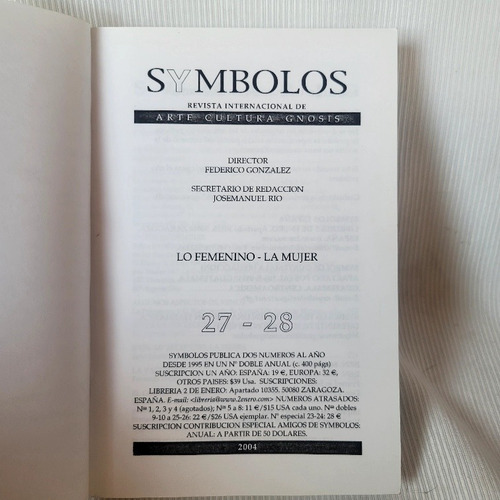 SYMBOLOS
REVISTA INTERNACIONAL DE
ARTE CULTURA GNOSIS
DIRECTOR
FEDERICO GONZALEZ
SECRETARIO DE REDACCION
JOSEMANUEL RIO
LO FEMENINO - LA MUJER
27 - 28
SYMBOLOS PUBLICA DOS NUMEROS AL AÑO
DESDE 1995 EN UN Nº DOBLE ANUAL (c. 400 págs)
SUSCRIPCION UN AÑO: ESPAÑA: 19 €, EUROPA: 32 €,
OTROS PAISES: $39 Usa. SUSCRIPCIONES:
LIBRERIA 2 DE ENERO: Apartado 10355. 50080 ZARAGOZA.
ESPAÑA. E-mail: <libreria@www.2enero.com> NUMEROS ATRASADOS:
Nos 1, 2, 3 y 4 (agotados); Nos 5 a 8: 11 €/$15 USA cada uno. Nos dobles
9-10 a 25-26: 22 €/$26 USA ejemplar. Nº especial 23-24: 28 €
SUSCRIPCION CONTRIBUCION ESPECIAL AMIGOS DE SYMBOLOS:
ANUAL: A PARTIR DE 50 DOLARES.
2004